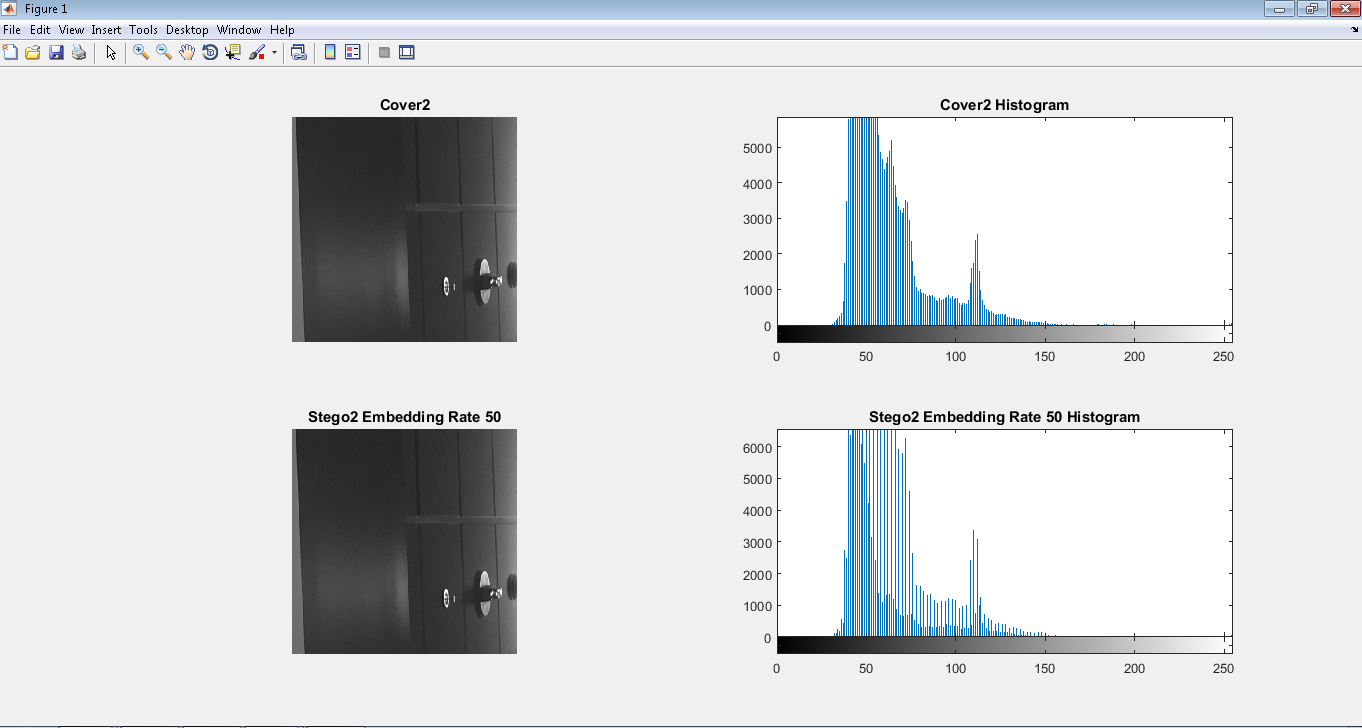 Figure 1
File Edit View Insert Tools Desktop Window Help
Cover2
Cover2 Histogram
5000
4000
3000
2000
1000
0
0 50 100 150 200 250
Stego2 Embedding Rate 50
Stego2 Embedding Rate 50 Histogram
6000
5000
4000
3000
2000
1000
0
0 50 100 150 200 250